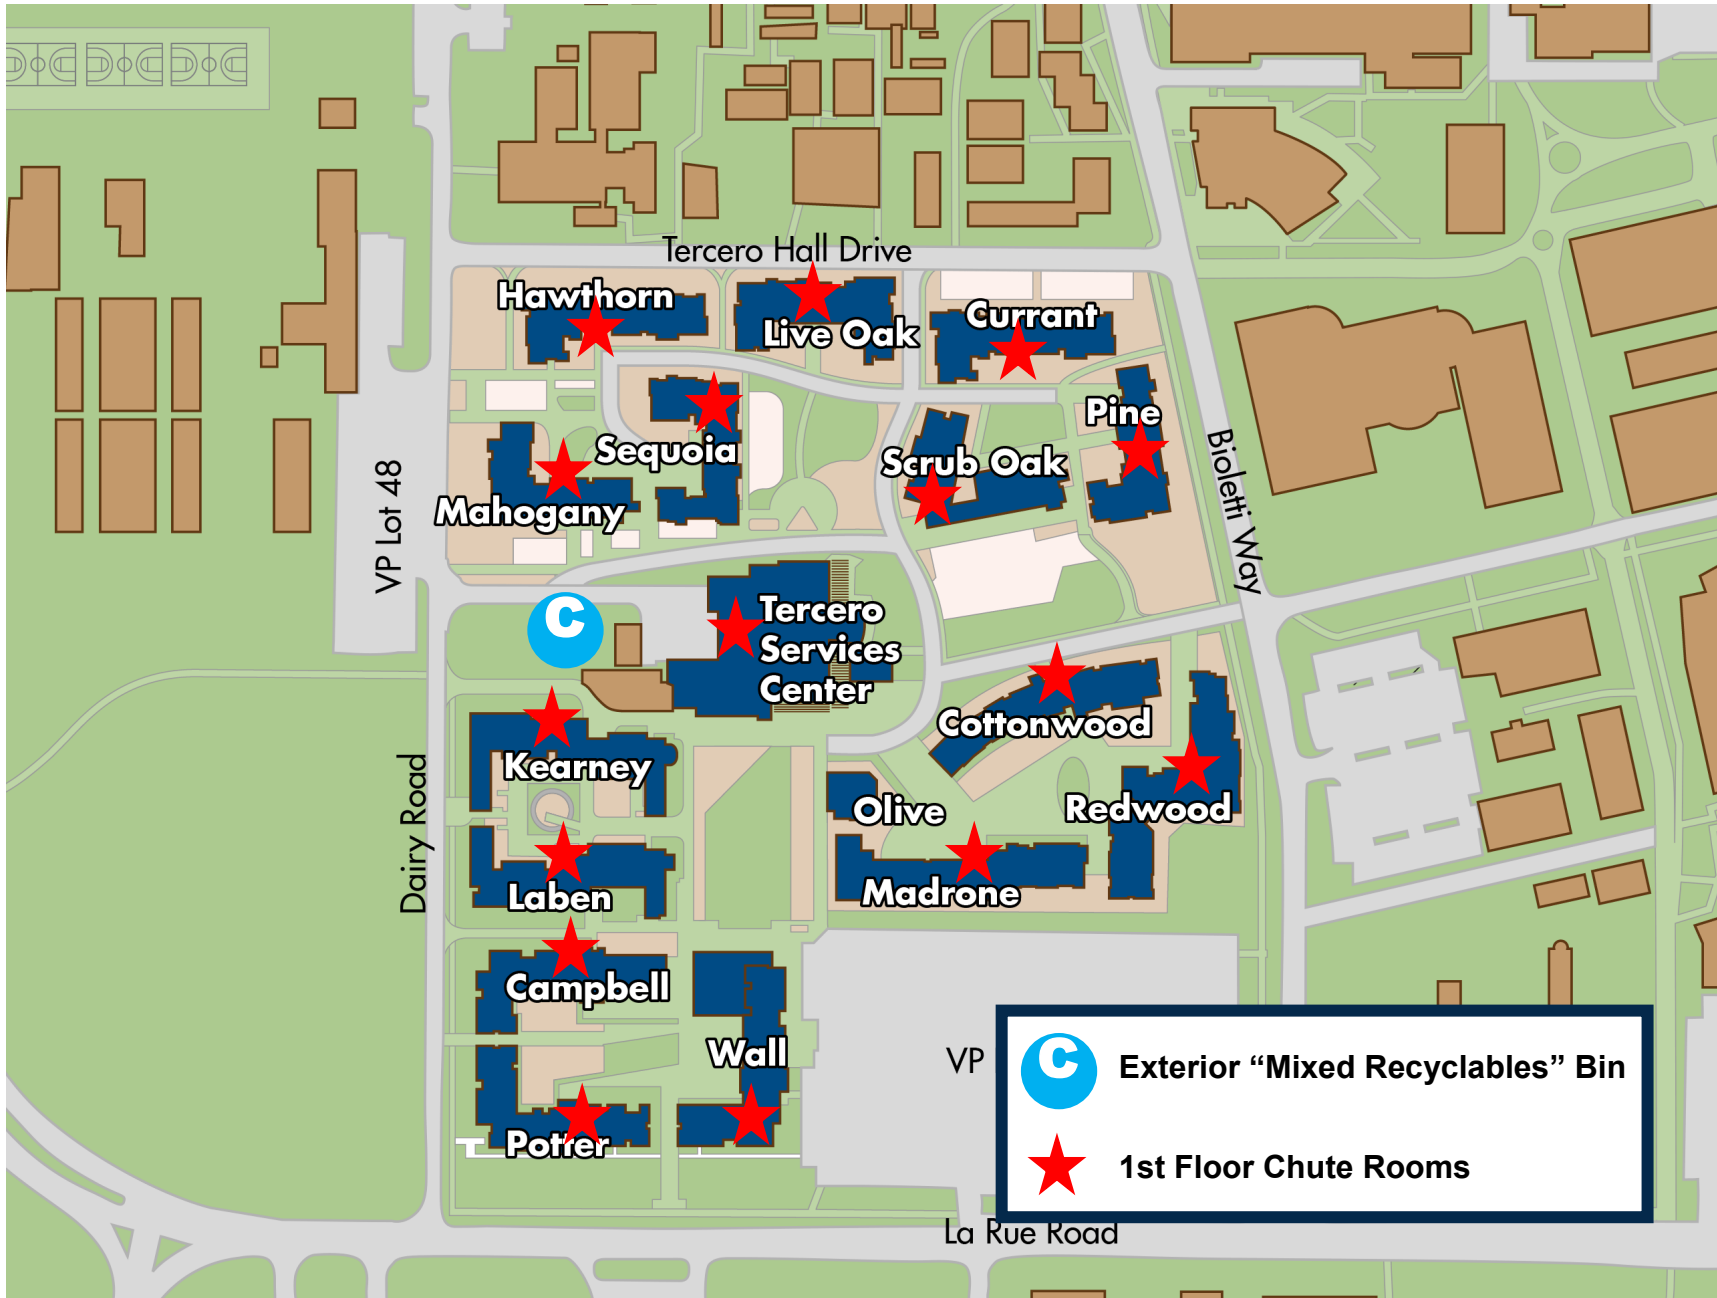 Tercero Hall Drive
Hawthorn
Live Oak
Currant
Pine
Sequoia
Scrub Oak
Mahogany
VP Lot 48
Bioletti Way
C
Tercero
Services
Center
Cottonwood
Kearney
Olive
Redwood
Dairy Road
Laben
Madrone
Campbell
Wall
VP
Potter
C
Exterior “Mixed Recyclables” Bin
1st Floor Chute Rooms
La Rue Road